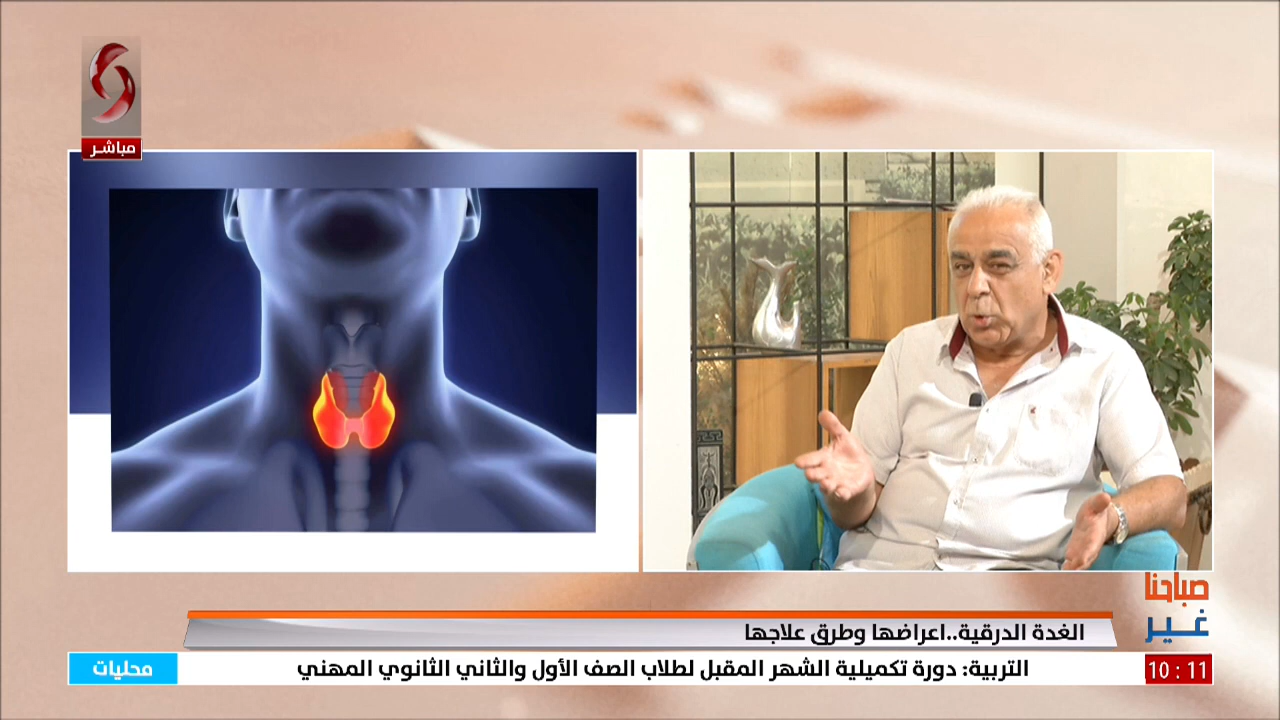 مباشر
صباحنا
غير
الغدة الدرقية..اعراضها وطرق علاجها
10 : 11
التربية: دورة تكميلية الشهر المقبل لطلاب الصف الأول والثاني الثانوي المهني
محليات